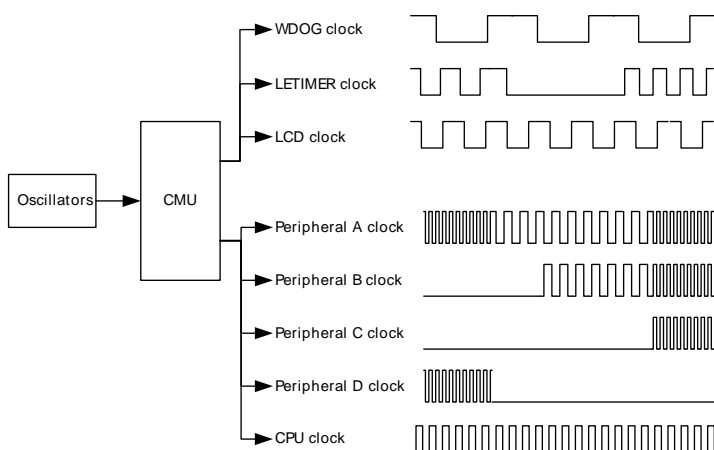 WDOG clock
LETIMER clock
LCD clock
Oscillators
CMU
Peripheral A clock
Peripheral B clock
Peripheral C clock
Peripheral D clock
CPU clock